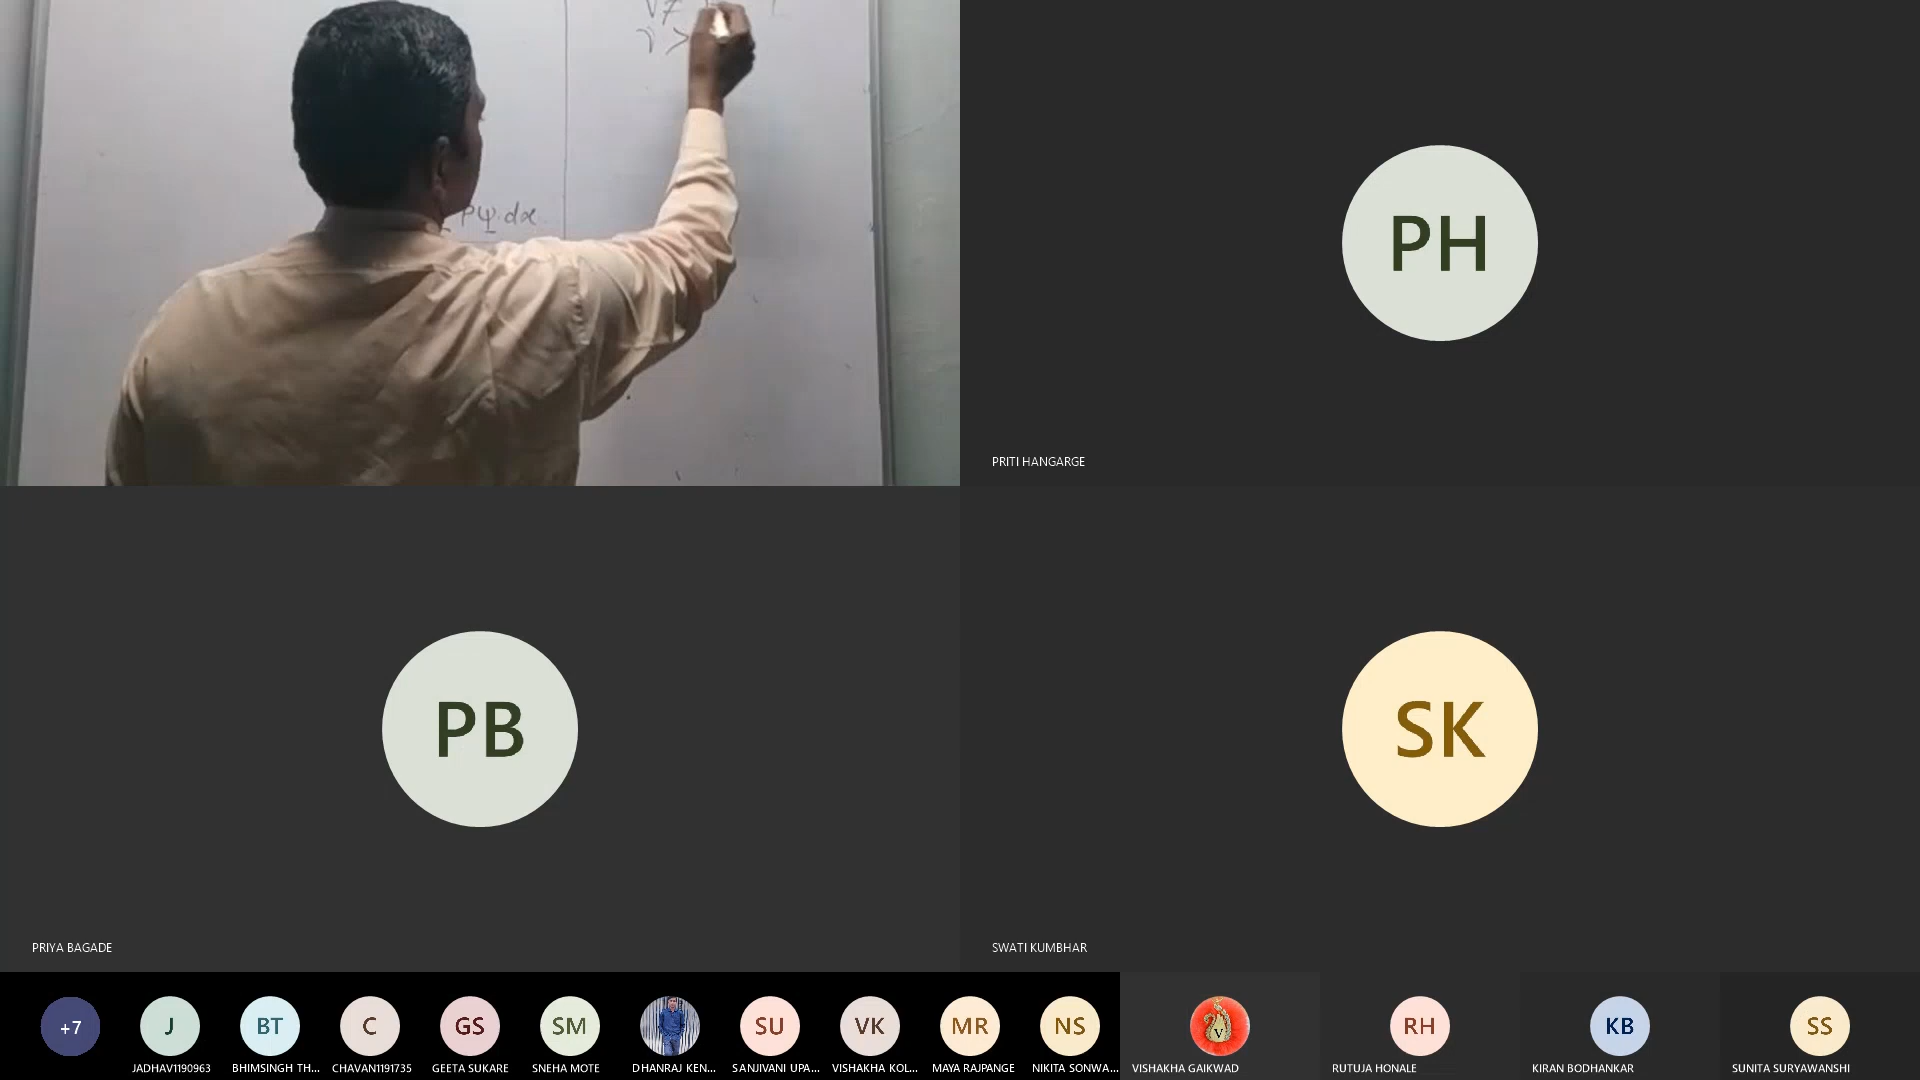 PΨ dx
PH
PRITI HANGARGE
PB
PRIYA BAGADE
SK
SWATI KUMBHAR
+7
J
BT
C
GS
SM
SU
VK
MR
NS
V
RH
KB
SS
JADHAV1190963
BHIMSINGH TH...
CHAVAN1191735
GEETA SUKARE
SNEHA MOTE
DHANRAJ KEN...
SANJIVANI UPA...
VISHAKHA KOL...
MAYA RAJPANGE
NIKITA SONWA...
VISHAKHA GAIKWAD
RUTUJA HONALE
KIRAN BODHANKAR
SUNITA SURYAWANSHI